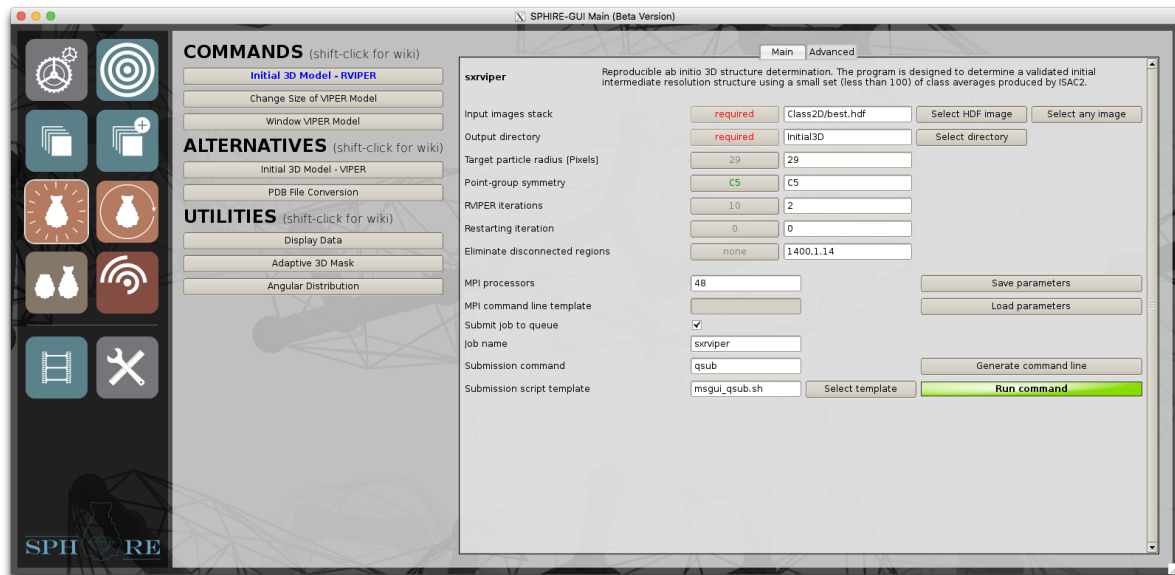 SPHIRE-GUI Main (Beta Version)
COMMANDS (shift-click for wiki)
Initial 3D Model - RVIPER
Change Size of VIPER Model
Window VIPER Model
ALTERNATIVES (shift-click for wiki)
Initial 3D Model - VIPER
PDB File Conversion
UTILITIES (shift-click for wiki)
Display Data
Adaptive 3D Mask
Angular Distribution
SPH RE
Main Advanced
sxrviper Reproducible ab initio 3D structure determination. The program is designed to determine a validated initial
intermediate resolution structure using a small set (less than 100) of class averages produced by ISAC2.
Input images stack required Class2D/best.hdf Select HDF image Select any image
Output directory required Initial3D Select directory
Target particle radius [Pixels] 29 29
Point-group symmetry C5 C5
RVIPER iterations 10 2
Restarting iteration 0 0
Eliminate disconnected regions none 1400,1.14
MPI processors 48 Save parameters
MPI command line template Load parameters
Submit job to queue
Job name sxrviper
Submission command qsub Generate command line
Submission script template msgui_qsub.sh Select template Run command